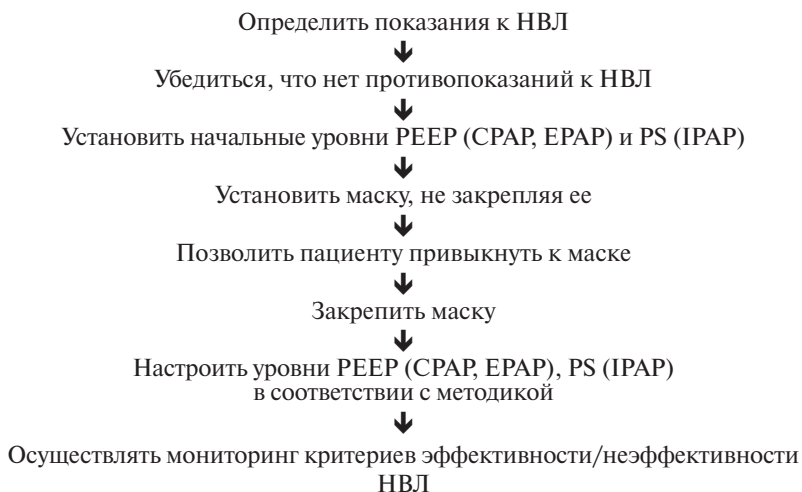 Определить показания к НВЛ
Убедиться, что нет противопоказаний к НВЛ
Установить начальные уровни PEEP (CPAP, EPAP) и PS (IPAP)
Установить маску, не закрепляя ее
Позволить пациенту привыкнуть к маске
Закрепить маску
Настроить уровни PEEP (CPAP, EPAP), PS (IPAP)
в соответствии с методикой
Осуществлять мониторинг критериев эффективности/неэффективности
НВЛ